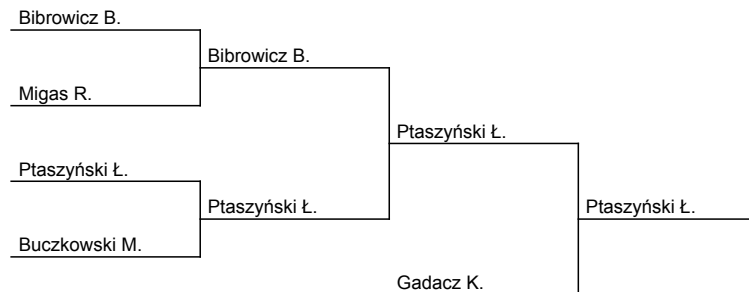 Bibrowicz B.
Bibrowicz B.
Migas R.
Ptaszyński Ł.
Ptaszyński Ł.
Ptaszyński Ł.
Ptaszyński Ł.
Buczkowski M.
Gadacz K.